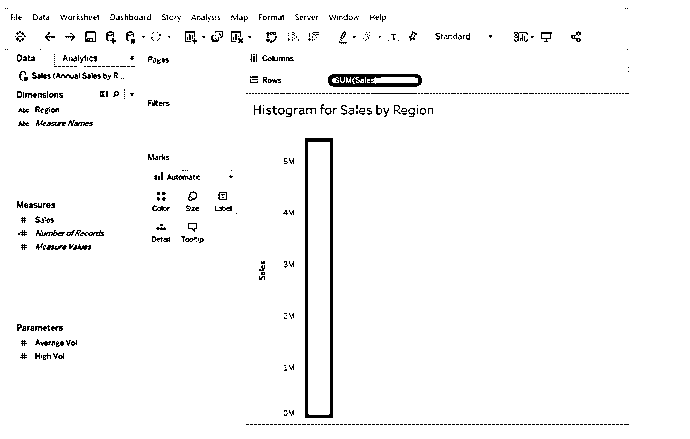 File Data Worksheet Dashboard Story Analysis Map Format Server Window Help
Standard
Data Analytics
Pages
Columns
Sales (Annual Sales by R...
Rows SUM(Sales)
Dimensions
Filters
Abc Region
Abc Measure Names
Histogram for Sales by Region
Marks
Automatic
Color Size Label
Detail Tooltip
Measures
# Sales
# Number of Records
# Measure Values
Parameters
# Average Vol
# High Vol
Sales
5M
4M
3M
2M
1M
0M